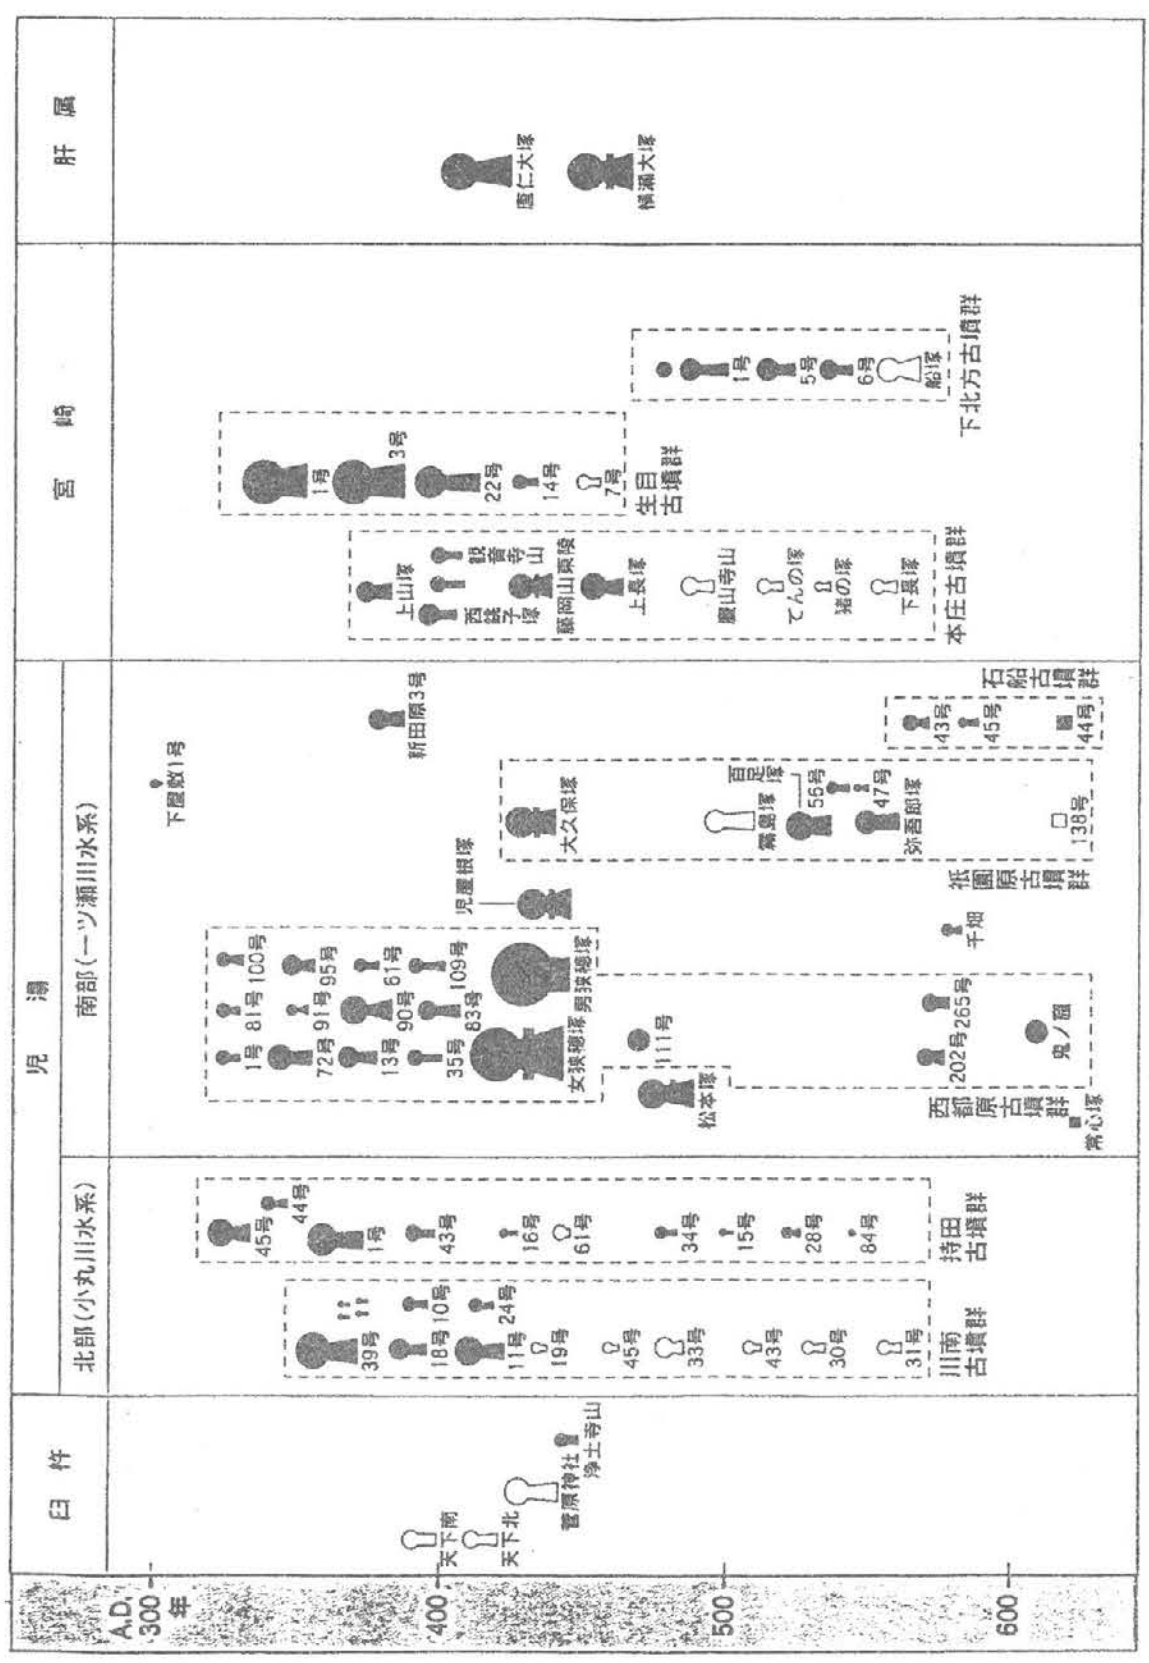 A.D.
300
年
400
500
600
臼杵
天下南
天下北
菅原神社
浄土寺山
児湯
北部(小丸川水系)
39号
18号
10号
11号
24号
19号
45号
33号
43号
30号
31号
川南
古墳群
45号
44号
1号
43号
16号
61号
34号
15号
28号
84号
持田
古墳群
南部(一ツ瀬川水系)
1号
81号
100号
72号
91号
95号
13号
90号
61号
35号
83号
109号
女狭穂塚
男狭穂塚
松本塚
111号
202号
265号
鬼ノ窟
西都原古墳群
常心塚
千畑
児屋根塚
大久保塚
霧島塚
百足塚
56号
47号
弥吾郎塚
138号
祇園原古墳群
下屋敷1号
新田原3号
43号
45号
44号
石船古墳群
宮崎
上山塚
西銚子塚
観音寺山
藤岡山東陵
上長塚
てんの塚
猪の塚
下長塚
本庄古墳群
1号
3号
22号
14号
7号
生目
古墳群
1号
5号
6号
船塚
下北方古墳群
肝属
唐仁大塚
横瀬大塚